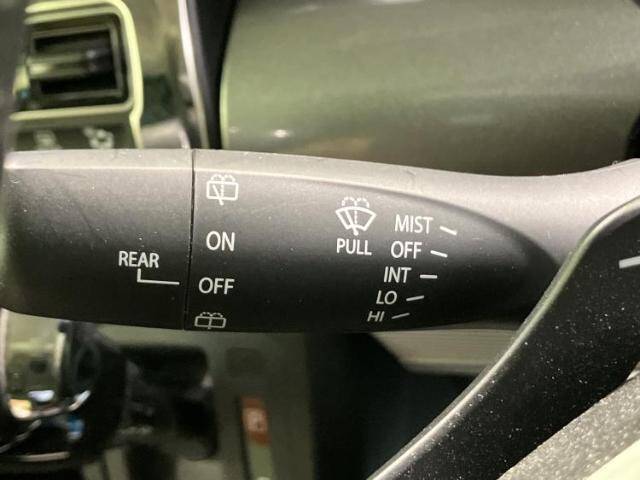 REAR
ON
OFF
PULL
MIST
OFF
INT
LO
HI